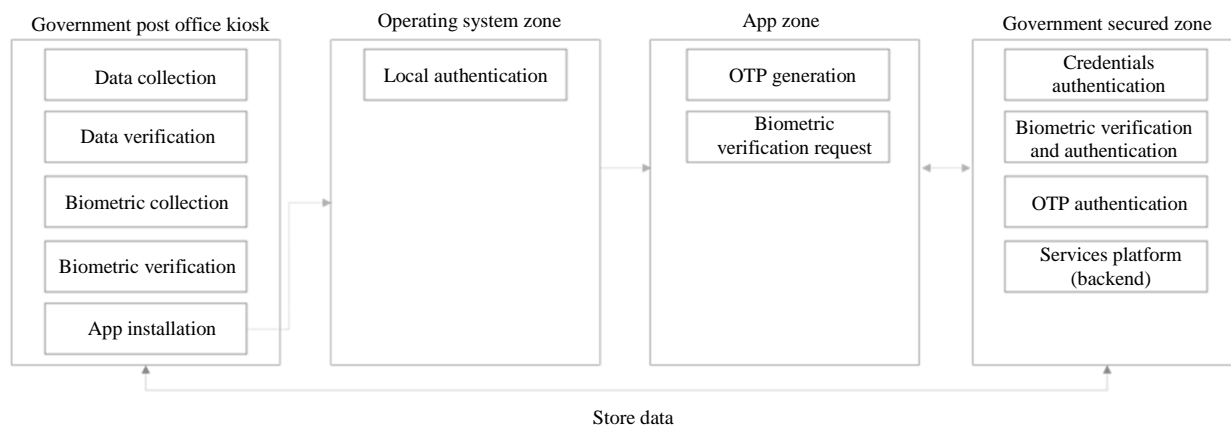 Government post office kiosk
Data collection
Data verification
Biometric collection
Biometric verification
App installation
Operating system zone
Local authentication
App zone
OTP generation
Biometric
verification request
Government secured zone
Credentials
authentication
Biometric verification
and authentication
OTP authentication
Services platform
(backend)
Store data